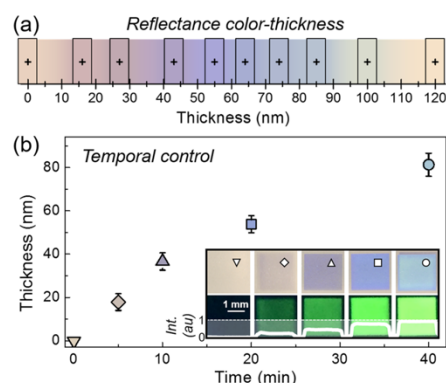 (a) Reflectance color-thickness
0 10 20 30 40 50 60 70 80 90 100 110 120
Thickness (nm)
(b) Temporal control
Thickness (nm)
80
60
40
20
0
1 mm
Int. (au)
1
0
0 10 20 30 40
Time (min)